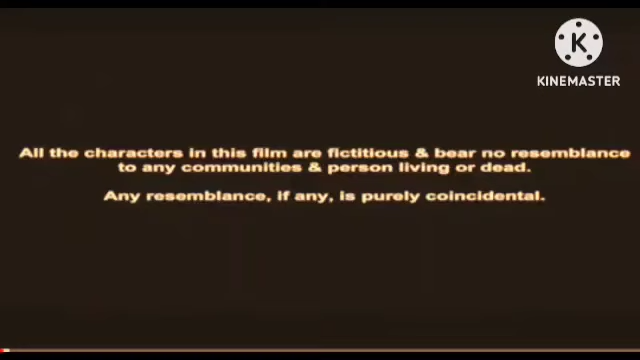 KINEMASTER
All the characters in this film are fictitious & bear no resemblance
to any communities & person living or dead.
Any resemblance, if any, is purely coincidental.